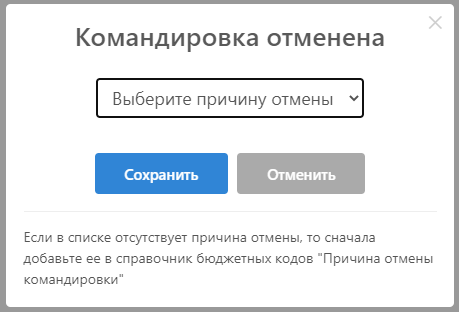 Командировка отменена
Выберите причину отмены
Сохранить
Отменить
Если в списке отсутствует причина отмены, то сначала
добавьте ее в справочник бюджетных кодов "Причина отмены
командировки"